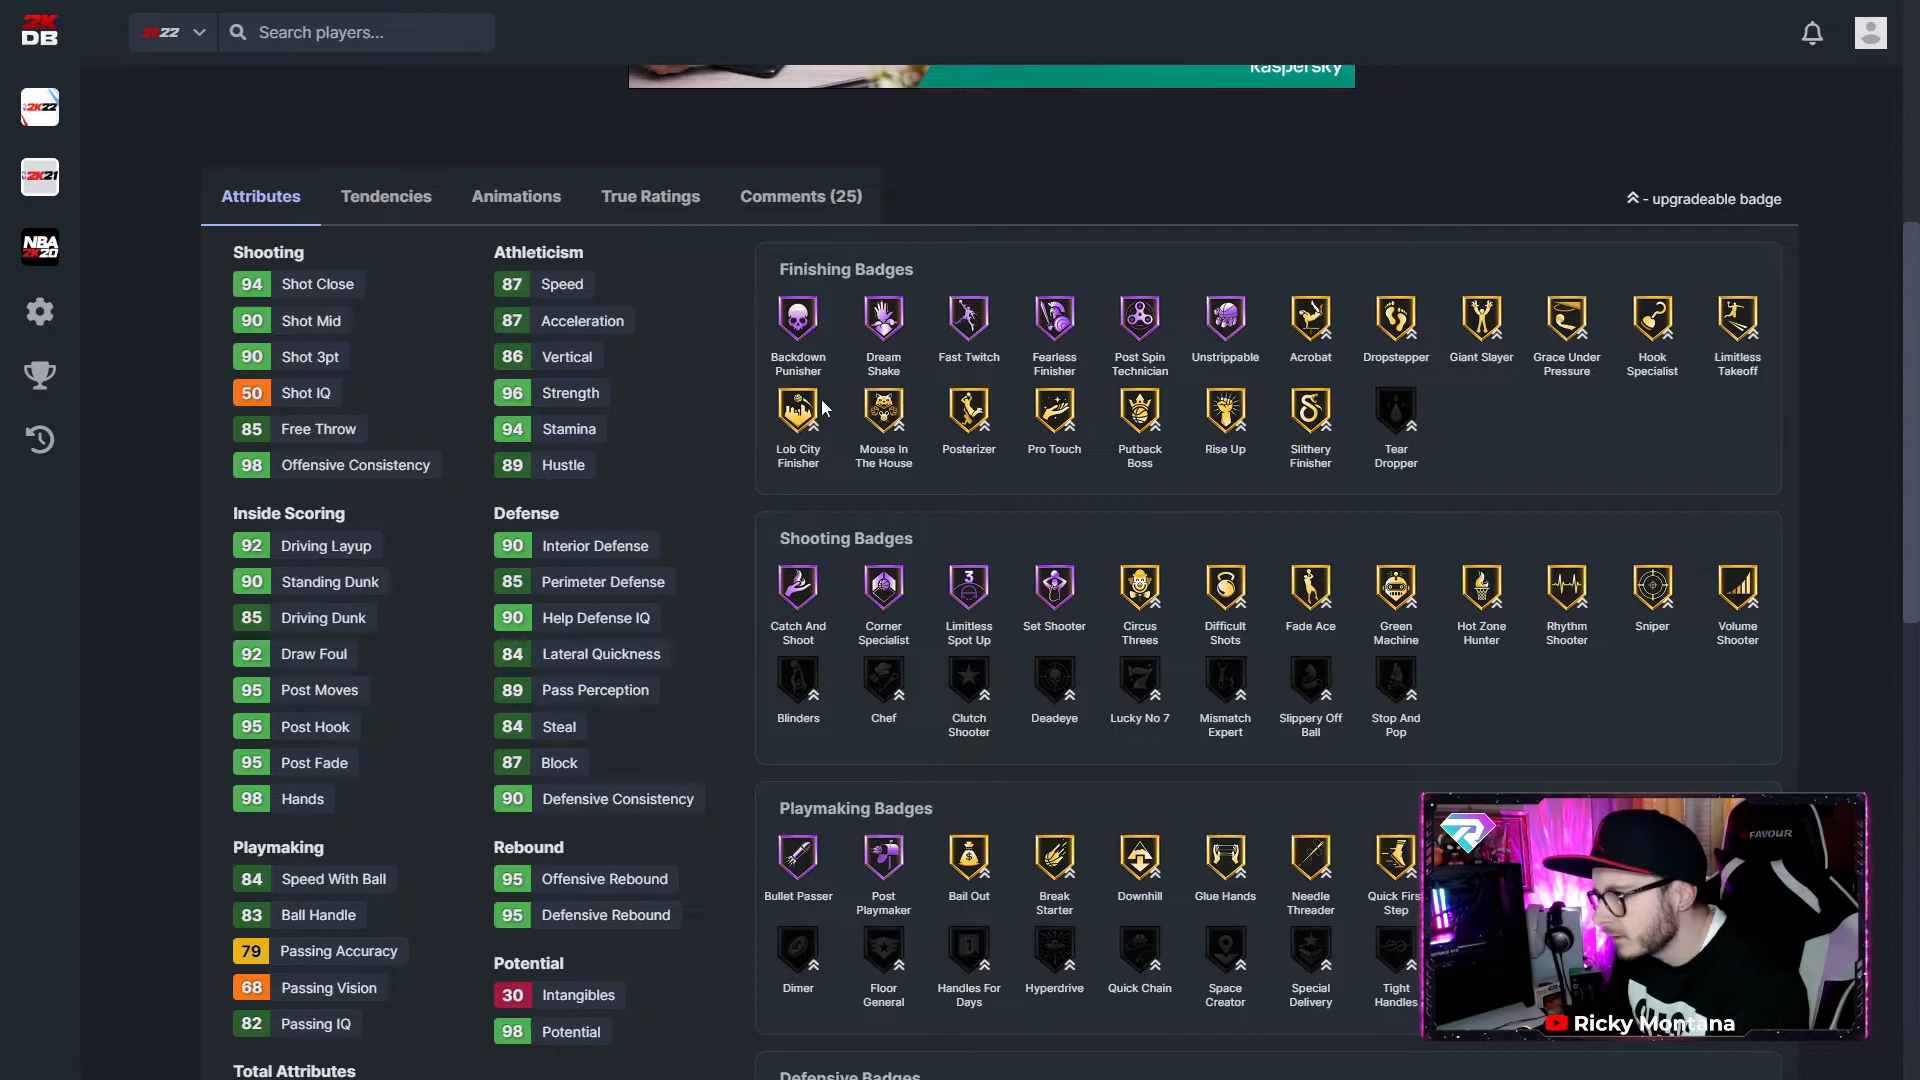 2K
DB
2K22
Search players...
kaspersky
2K22
2K21
NBA
2K20
Attributes
Tendencies
Animations
True Ratings
Comments (25)
- upgradeable badge
Shooting
94 Shot Close
90 Shot Mid
90 Shot 3pt
50 Shot IQ
85 Free Throw
98 Offensive Consistency
Inside Scoring
92 Driving Layup
90 Standing Dunk
85 Driving Dunk
92 Draw Foul
95 Post Moves
95 Post Hook
95 Post Fade
98 Hands
Playmaking
84 Speed With Ball
83 Ball Handle
79 Passing Accuracy
68 Passing Vision
82 Passing IQ
Total Attributes
Athleticism
87 Speed
87 Acceleration
86 Vertical
96 Strength
94 Stamina
89 Hustle
Defense
90 Interior Defense
85 Perimeter Defense
90 Help Defense IQ
84 Lateral Quickness
89 Pass Perception
84 Steal
87 Block
90 Defensive Consistency
Rebound
95 Offensive Rebound
95 Defensive Rebound
Potential
30 Intangibles
98 Potential
Finishing Badges
Backdown
Punisher
Dream
Shake
Fast Twitch
Fearless
Finisher
Post Spin
Technician
Unstrippable
Acrobat
Dropstepper
Giant Slayer
Grace Under
Pressure
Hook
Specialist
Limitless
Takeoff
Lob City
Finisher
Mouse In
The House
Posterizer
Pro Touch
Putback
Boss
Rise Up
Slithery
Finisher
Tear
Dropper
Shooting Badges
Catch And
Shoot
Corner
Specialist
3
Limitless
Spot Up
Set Shooter
Circus
Threes
Difficult
Shots
Fade Ace
Green
Machine
Hot Zone
Hunter
Rhythm
Shooter
Sniper
Volume
Shooter
Blinders
Chef
Clutch
Shooter
Deadeye
7
Lucky No 7
Mismatch
Expert
Slippery Off
Ball
Stop And
Pop
Playmaking Badges
Bullet Passer
Post
Playmaker
$
Bail Out
Break
Starter
Downhill
Glue Hands
Needle
Threader
Quick Firs
Step
Dimer
Floor
General
1
Handles For
Days
Hyperdrive
Quick Chain
Space
Creator
Special
Delivery
Tight
Handles
Defensive Badges
FAVOUR
Ricky Montana